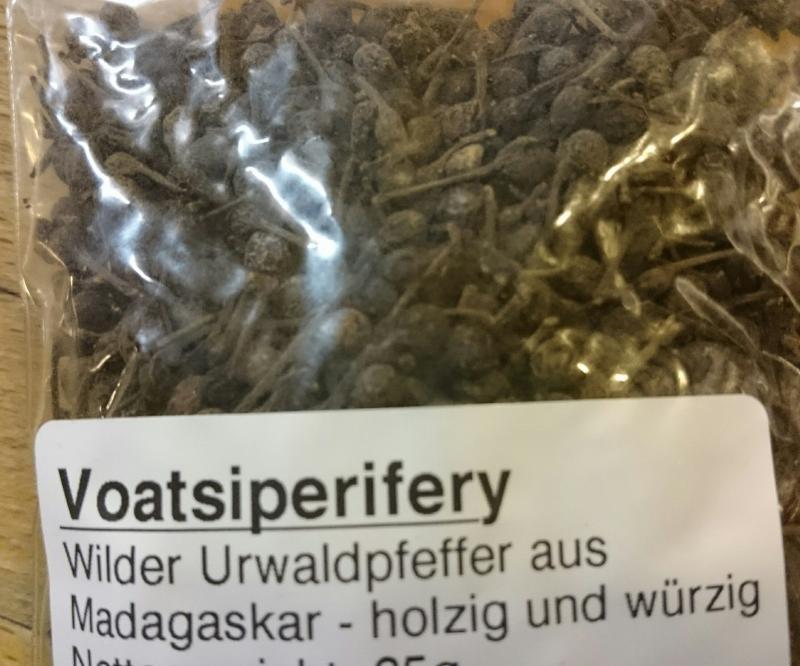 Voatsiperifery
Wilder Urwaldpfeffer aus
Madagaskar - holzig und würzig